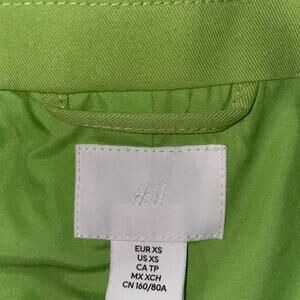 H&M
EUR XS
US XS
CA TP
MX XCH
CN 160/80A